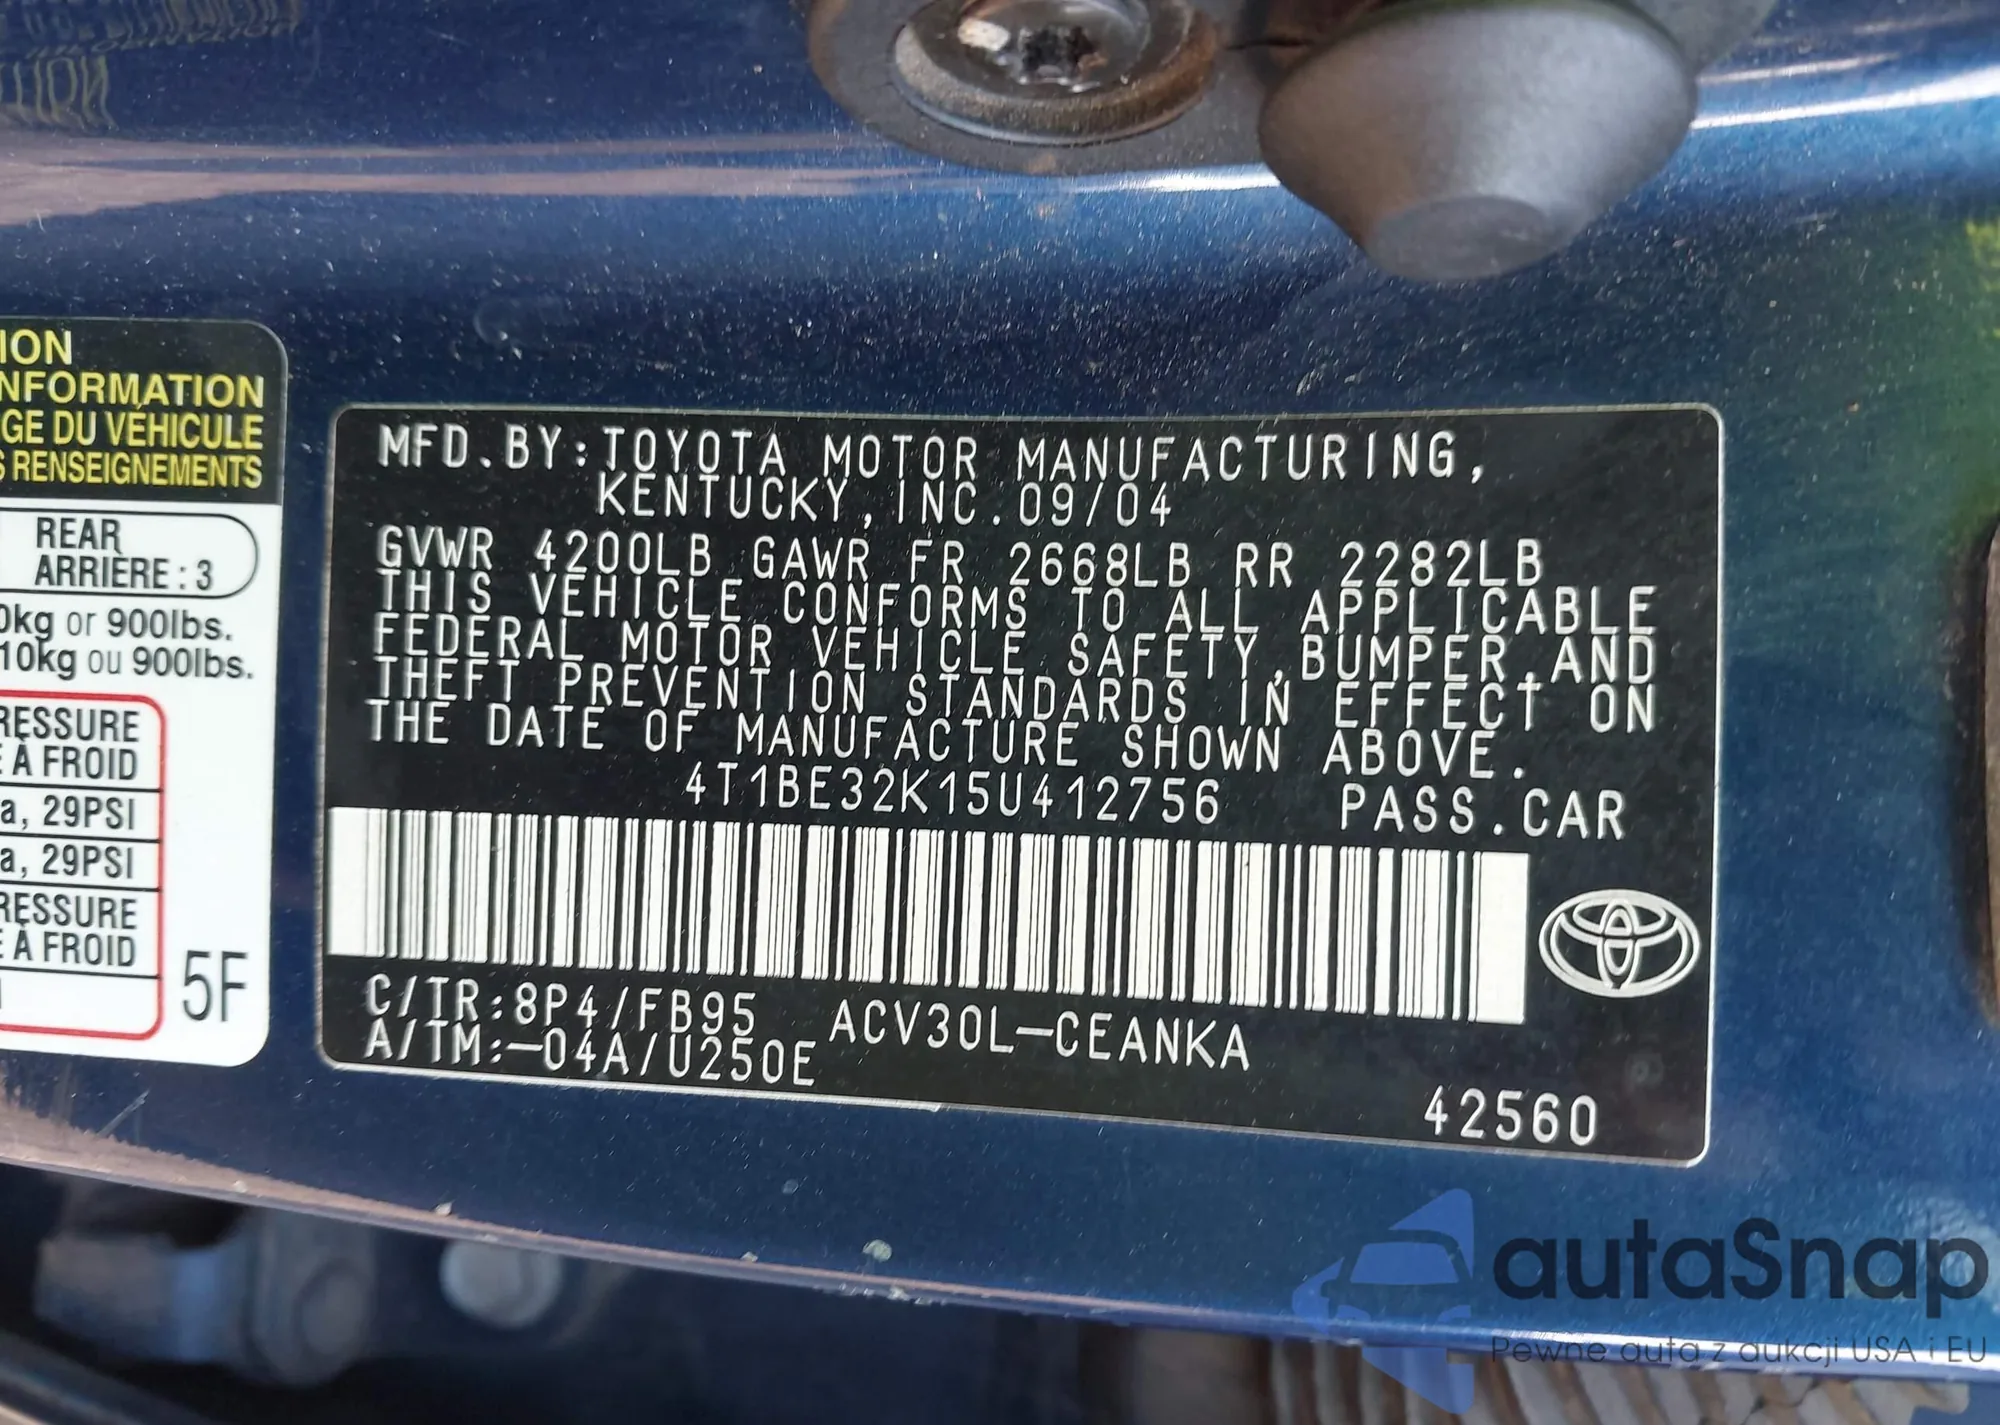 ION
NFORMATION
GE DU VÉHICULE
S RENSEIGNEMENTS
REAR
ARRIÈRE : 3
0kg or 900lbs.
10kg ou 900lbs.
RESSURE
E À FROID
a, 29PSI
a, 29PSI
RESSURE
E À FROID
5F
MFD.BY:TOYOTA MOTOR MANUFACTURING,
KENTUCKY,INC.09/04
GVWR 4200LB GAWR FR 2668LB RR 2282LB
THIS VEHICLE CONFORMS TO ALL APPLICABLE
FEDERAL MOTOR VEHICLE SAFETY,BUMPER,AND
THEFT PREVENTION STANDARDS IN EFFECT ON
THE DATE OF MANUFACTURE SHOWN ABOVE.
4T1BE32K15U412756 PASS.CAR
C/TR:8P4/FB95 ACV30L-CEANKA
A/TM:-04A/U250E
42560
autaSnap
Pewne auta z aukcji USA i EU